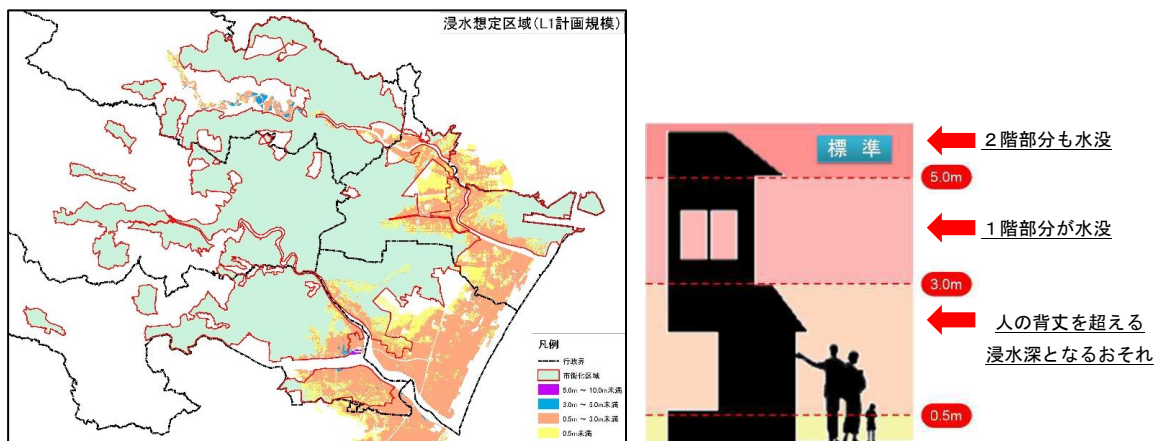 浸水想定区域(L1計画規模)
凡例
行政界
市街化区域
5.0m ～ 10.0m未満
3.0m ～ 5.0m未満
0.5m ～ 3.0m未満
0.5m未満
標 準
2階部分も水没
5.0m
1階部分が水没
3.0m
人の背丈を超える
浸水深となるおそれ
0.5m